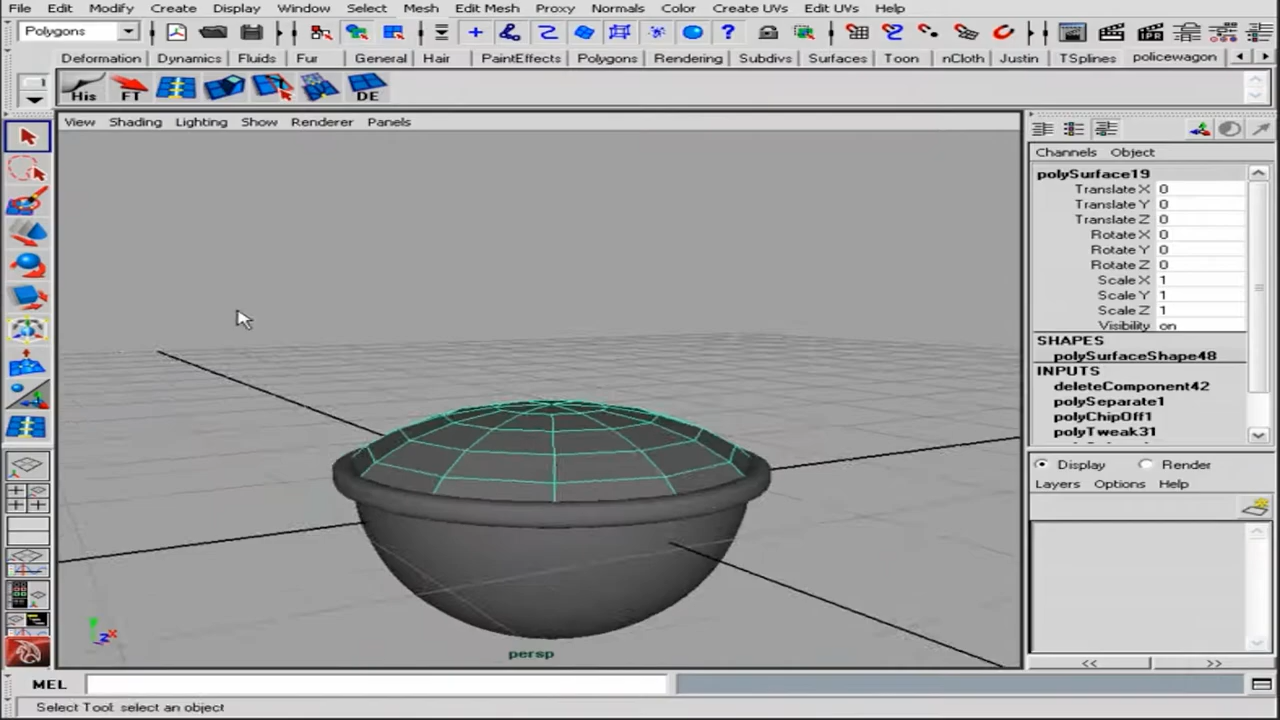 File Edit Modify Create Display Window Select Mesh Edit Mesh Proxy Normals Color Create UVs Edit UVs Help
Polygons
Deformation Dynamics Fluids Fur General Hair PaintEffects Polygons Rendering Subdivs Surfaces Toon nCloth Justin TSplines policewagon
His FT DE
View Shading Lighting Show Renderer Panels
Channels Object
polySurface19
Translate X 0
Translate Y 0
Translate Z 0
Rotate X 0
Rotate Y 0
Rotate Z 0
Scale X 1
Scale Y 1
Scale Z 1
Visibility on
SHAPES
polySurfaceShape48
INPUTS
deleteComponent42
polySeparate1
polyChipOff1
polyTweak31
Display Render
Layers Options Help
persp
<< >>
MEL
Select Tool: select an object